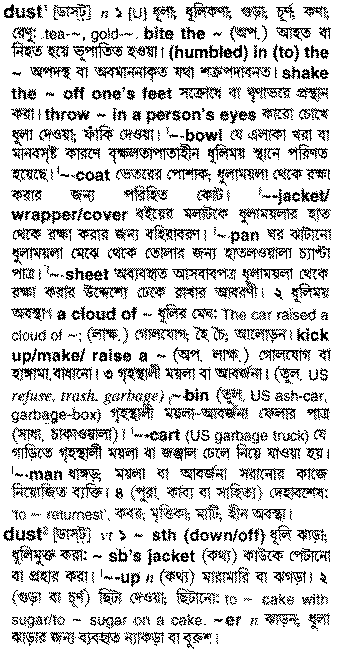 dust¹ [ডাস্ট্] n ১ [U] ধুলা, ধূলিকণা, গুড়া, চূর্ণ, কণা,
রেণু: .tea~, gold~. bite the ~ (অপ.) আহত বা
নিহত হয়ে ভূপাতিত হওয়া। (humbled) in (to) the
~ অপদস্থ বা অবমাননাকৃত যথা শত্রুপদাবনত। shake
the ~ off one's feet সক্রোধে বা ঘৃণাভরে প্রস্থান
করা। throw ~ in a person's eyes কারো চোখে
ধুলা দেওয়া; ফাঁকি দেওয়া। ˈ~-bowl যে এলাকা খরা বা
মানবসৃষ্ট কারণে বৃক্ষলতাপাতাহীন ধূলিময় স্থানে পরিণত
হয়েছে। ˈ~-coat ভেতরের পোশাক; ধুলাময়লা থেকে রক্ষা
করার জন্য পরিহিত কোট। ˈ~-jacket/
wrapper/cover বইয়ের মলাটকে ধুলাময়লার হাত
থেকে রক্ষা করার জন্য বহিরাবরণ। ˈ~pan ঘর ঝাটানো
ধুলাময়লা মেঝে থেকে তোলার জন্য হাতলওয়ালা চ্যাপ্টা
পাত্র। ˈ~-sheet অব্যবহৃত আসবাবপত্র ধুলাময়লা থেকে
রক্ষা করার উদ্দেশ্যে ঢেকে রাখার আবরণী। ২ ধূলিময়
অবস্থা। a cloud of ~ ধূলির মেঘ: The car raised a
cloud of ~; (লাক্ষ.) গোলযোগ; হৈ চৈ; আলোড়ন। kick
up/make/ raise a ~ (অপ. লাক্ষ.) গোলযোগ বা
হাঙ্গামা বাধানো। ৩ গৃহস্থালী ময়লা বা আবর্জনা। (তুল. US
refuse, trash, garbage) ˈ~bin (তুল. US ash-car,
garbage-box) গৃহস্থালী ময়লা-আবর্জনা ফেলার পাত্র
(সাধা. ঢাকাওয়ালা)। ˈ~-cart (US garbage truck) যে
গাড়িতে গৃহস্থালী ময়লা বা জঞ্জাল ঢেলে নিয়ে যাওয়া হয়।
ˈ~-man ধাঙ্গড়; ময়লা বা আবর্জনা সরানোর কাজে
নিয়োজিত ব্যক্তি। ৪ (পুরা. কাব্য বা সাহিত্য) দেহাবশেষ:
'to ~ returnest', কবর; মৃত্তিকা; মাটি; হীন অবস্থা।
dust² [ডাস্ট্] vt ১ ~ sth (down/off) ধূলি ঝাড়া;
ধূলিমুক্ত করা: ~ sb's jacket (কথ্য) কাউকে পেটানো
বা প্রহার করা। ˈ~-up n (কথ্য) মারামারি বা ঝগড়া। ২
(গুড়া বা চূর্ণ) ছিটা দেওয়া; ছিটানো: to ~ cake with
sugar/to ~ sugar on a cake. ~er n ঝাড়ন; ধুলা
ঝাড়ার জন্য ব্যবহৃত ন্যাকড়া বা বুরুশ।